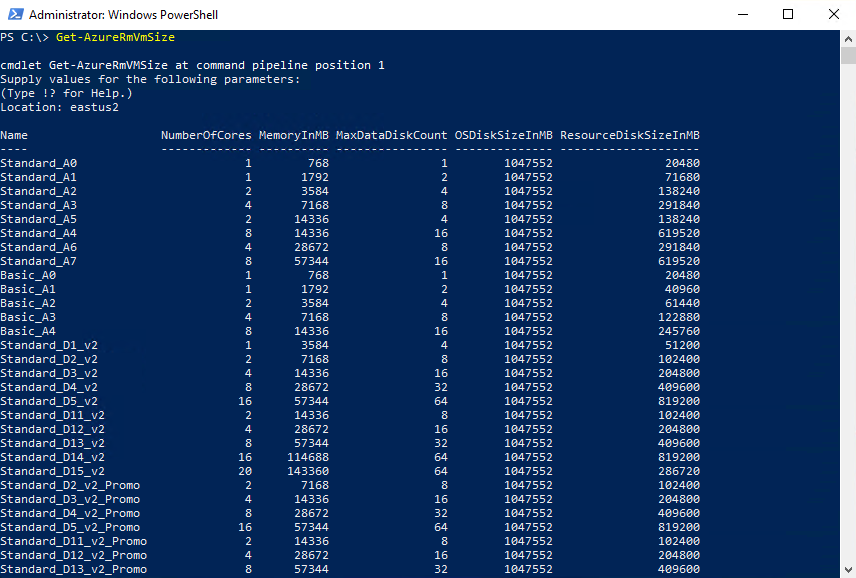 Administrator: Windows PowerShell
PS C:\> Get-AzureRmVmSize
cmdlet Get-AzureRmVMSize at command pipeline position 1
Supply values for the following parameters:
(Type !? for Help.)
Location: eastus2
Name NumberOfCores MemoryInMB MaxDataDiskCount OSDiskSizeInMB ResourceDiskSizeInMB
---- ------------- ---------- ---------------- -------------- --------------------
Standard_A0 1 768 1 1047552 20480
Standard_A1 1 1792 2 1047552 71680
Standard_A2 2 3584 4 1047552 138240
Standard_A3 4 7168 8 1047552 291840
Standard_A5 2 14336 4 1047552 138240
Standard_A4 8 14336 16 1047552 619520
Standard_A6 4 28672 8 1047552 291840
Standard_A7 8 57344 16 1047552 619520
Basic_A0 1 768 1 1047552 20480
Basic_A1 1 1792 2 1047552 40960
Basic_A2 2 3584 4 1047552 61440
Basic_A3 4 7168 8 1047552 122880
Basic_A4 8 14336 16 1047552 245760
Standard_D1_v2 1 3584 4 1047552 51200
Standard_D2_v2 2 7168 8 1047552 102400
Standard_D3_v2 4 14336 16 1047552 204800
Standard_D4_v2 8 28672 32 1047552 409600
Standard_D5_v2 16 57344 64 1047552 819200
Standard_D11_v2 2 14336 8 1047552 102400
Standard_D12_v2 4 28672 16 1047552 204800
Standard_D13_v2 8 57344 32 1047552 409600
Standard_D14_v2 16 114688 64 1047552 819200
Standard_D15_v2 20 143360 64 1047552 286720
Standard_D2_v2_Promo 2 7168 8 1047552 102400
Standard_D3_v2_Promo 4 14336 16 1047552 204800
Standard_D4_v2_Promo 8 28672 32 1047552 409600
Standard_D5_v2_Promo 16 57344 64 1047552 819200
Standard_D11_v2_Promo 2 14336 8 1047552 102400
Standard_D12_v2_Promo 4 28672 16 1047552 204800
Standard_D13_v2_Promo 8 57344 32 1047552 409600